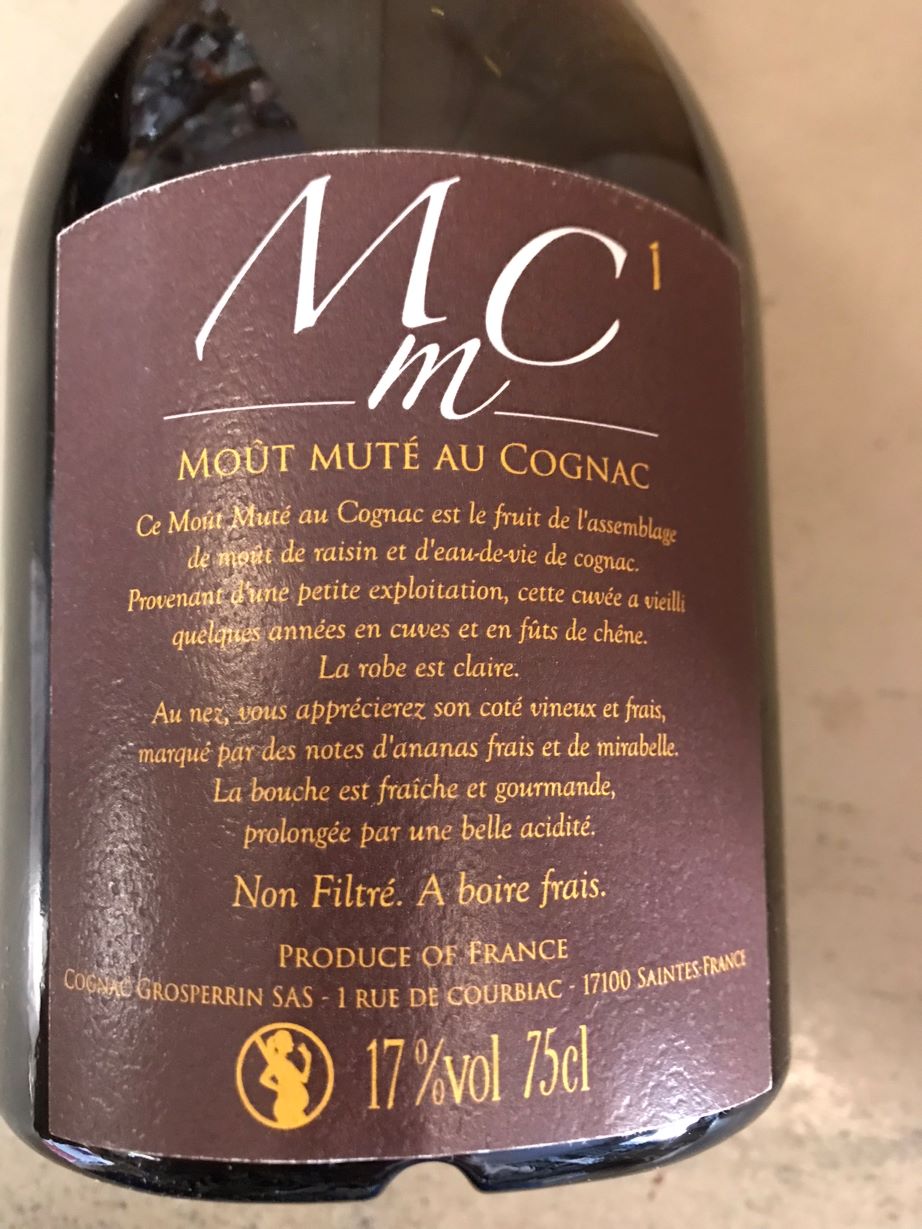 MmC1
MOÛT MUTÉ AU COGNAC
Ce Moût Muté au Cognac est le fruit de l'assemblage
de moût de raisin et d'eau-de-vie de cognac.
Provenant d'une petite exploitation, cette cuvée a vieilli
quelques années en cuves et en fûts de chêne.
La robe est claire.
Au nez, vous apprécierez son coté vineux et frais,
marqué par des notes d'ananas frais et de mirabelle.
La bouche est fraîche et gourmande,
prolongée par une belle acidité.
Non Filtré. A boire frais.
PRODUCE OF FRANCE
COGNAC GROSPERRIN SAS - 1 RUE DE COURBIAC - 17100 SAINTES-FRANCE
17 %vol 75cl